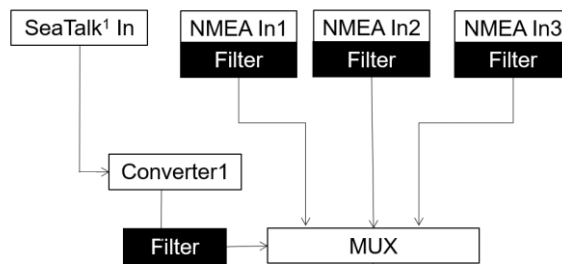 SeaTalk¹ In
NMEA In1
NMEA In2
NMEA In3
Filter
Filter
Filter
Converter1
Filter
MUX